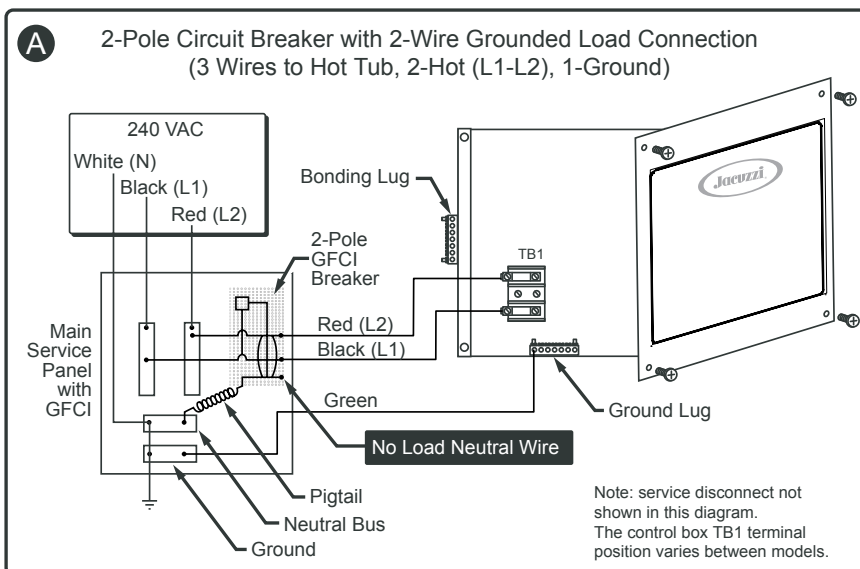 A
2-Pole Circuit Breaker with 2-Wire Grounded Load Connection
(3 Wires to Hot Tub, 2-Hot (L1-L2), 1-Ground)
240 VAC
White (N)
Black (L1)
Red (L2)
Bonding Lug
Jacuzzi
TB1
2-Pole
GFCI
Breaker
Main
Service
Panel
with
GFCI
Red (L2)
Black (L1)
Green
Ground Lug
No Load Neutral Wire
Pigtail
Neutral Bus
Ground
Note: service disconnect not
shown in this diagram.
The control box TB1 terminal
position varies between models.